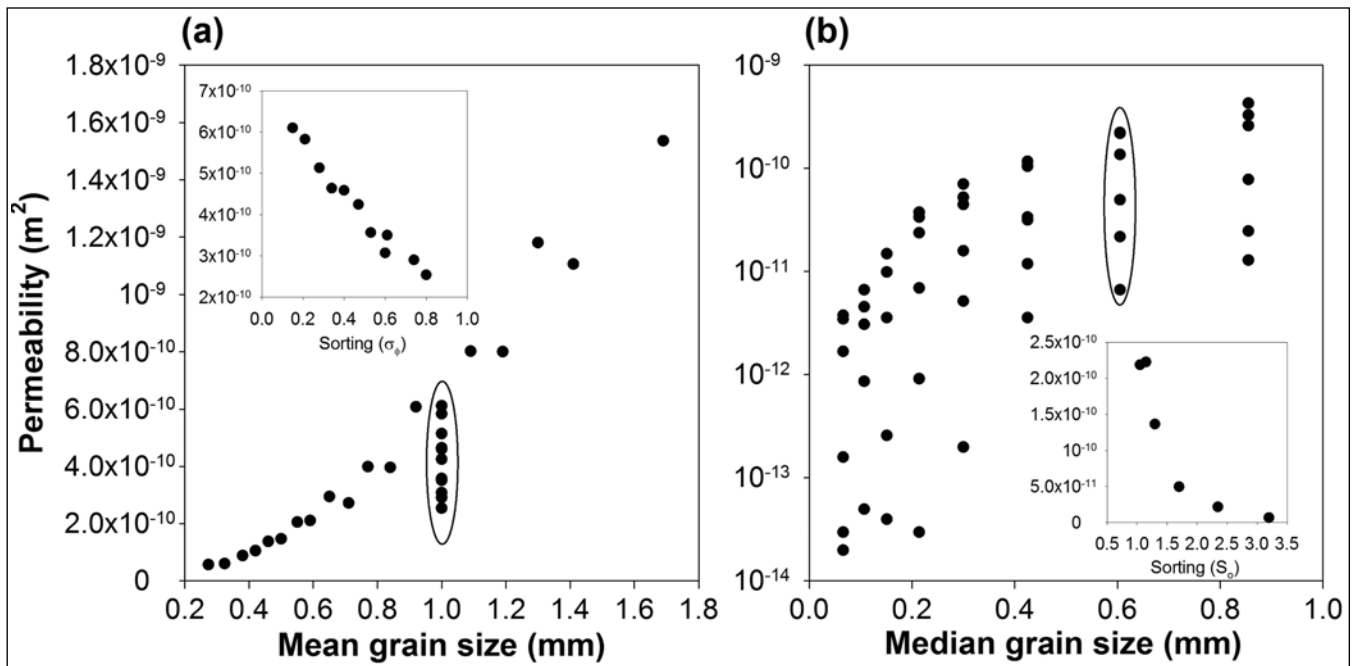 (a)
Permeability (m²)
1.8x10⁻⁹
1.6x10⁻⁹
1.4x10⁻⁹
1.2x10⁻⁹
10⁻⁹
8.0x10⁻¹⁰
6.0x10⁻¹⁰
4.0x10⁻¹⁰
2.0x10⁻¹⁰
0
0.2 0.4 0.6 0.8 1.0 1.2 1.4 1.6 1.8
Mean grain size (mm)
7x10⁻¹⁰
6x10⁻¹⁰
5x10⁻¹⁰
4x10⁻¹⁰
3x10⁻¹⁰
2x10⁻¹⁰
0.0 0.2 0.4 0.6 0.8 1.0
Sorting (σϕ)
(b)
10⁻⁹
10⁻¹⁰
10⁻¹¹
10⁻¹²
10⁻¹³
10⁻¹⁴
0.0 0.2 0.4 0.6 0.8 1.0
Median grain size (mm)
2.5x10⁻¹⁰
2.0x10⁻¹⁰
1.5x10⁻¹⁰
10⁻¹⁰
5.0x10⁻¹¹
0
0.5 1.0 1.5 2.0 2.5 3.0 3.5
Sorting (Sₒ)